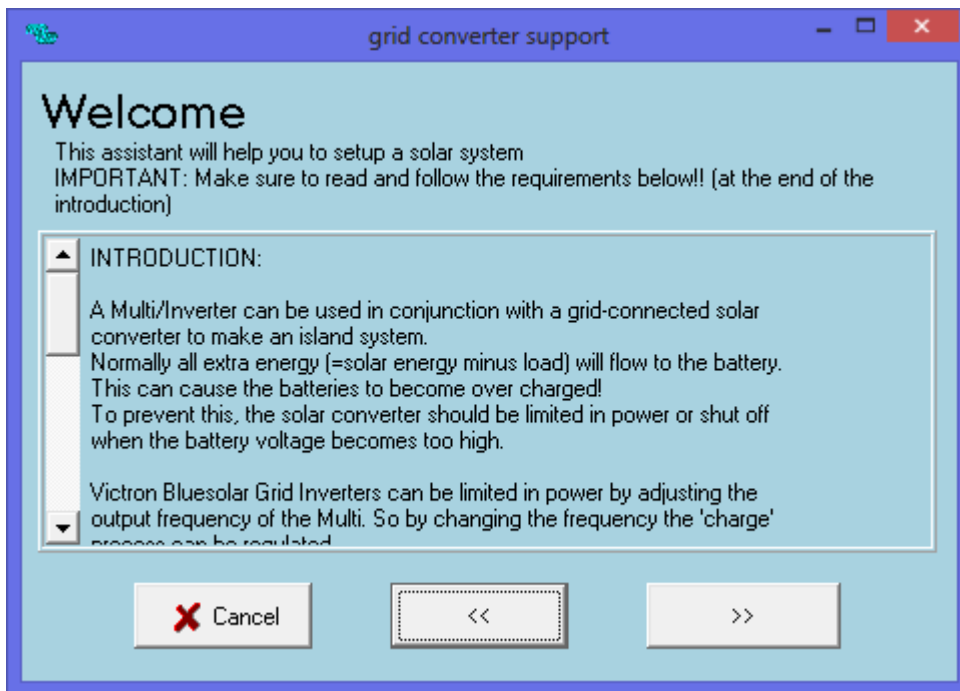 grid converter support
Welcome
This assistant will help you to setup a solar system
IMPORTANT: Make sure to read and follow the requirements below!! (at the end of the
introduction)
INTRODUCTION:
A Multi/Inverter can be used in conjunction with a grid-connected solar
converter to make an island system.
Normally all extra energy (=solar energy minus load) will flow to the battery.
This can cause the batteries to become over charged!
To prevent this, the solar converter should be limited in power or shut off
when the battery voltage becomes too high.
Victron Bluesolar Grid Inverters can be limited in power by adjusting the
output frequency of the Multi. So by changing the frequency the 'charge'
process can be regulated
Cancel
<<
>>